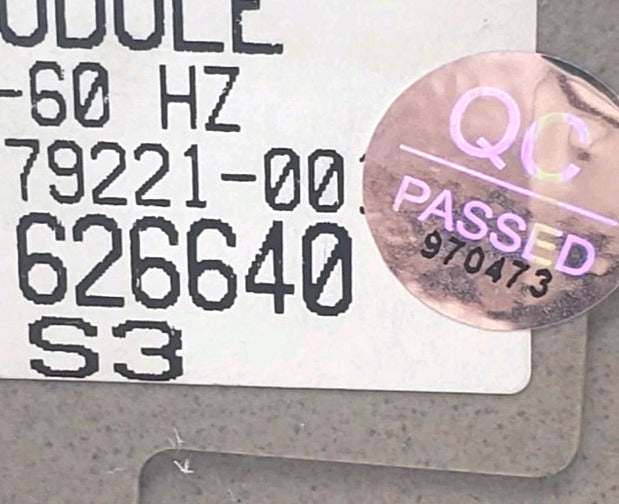 ODULE
-60 HZ
79221-00
626640
S3
QC
PASSED
970473